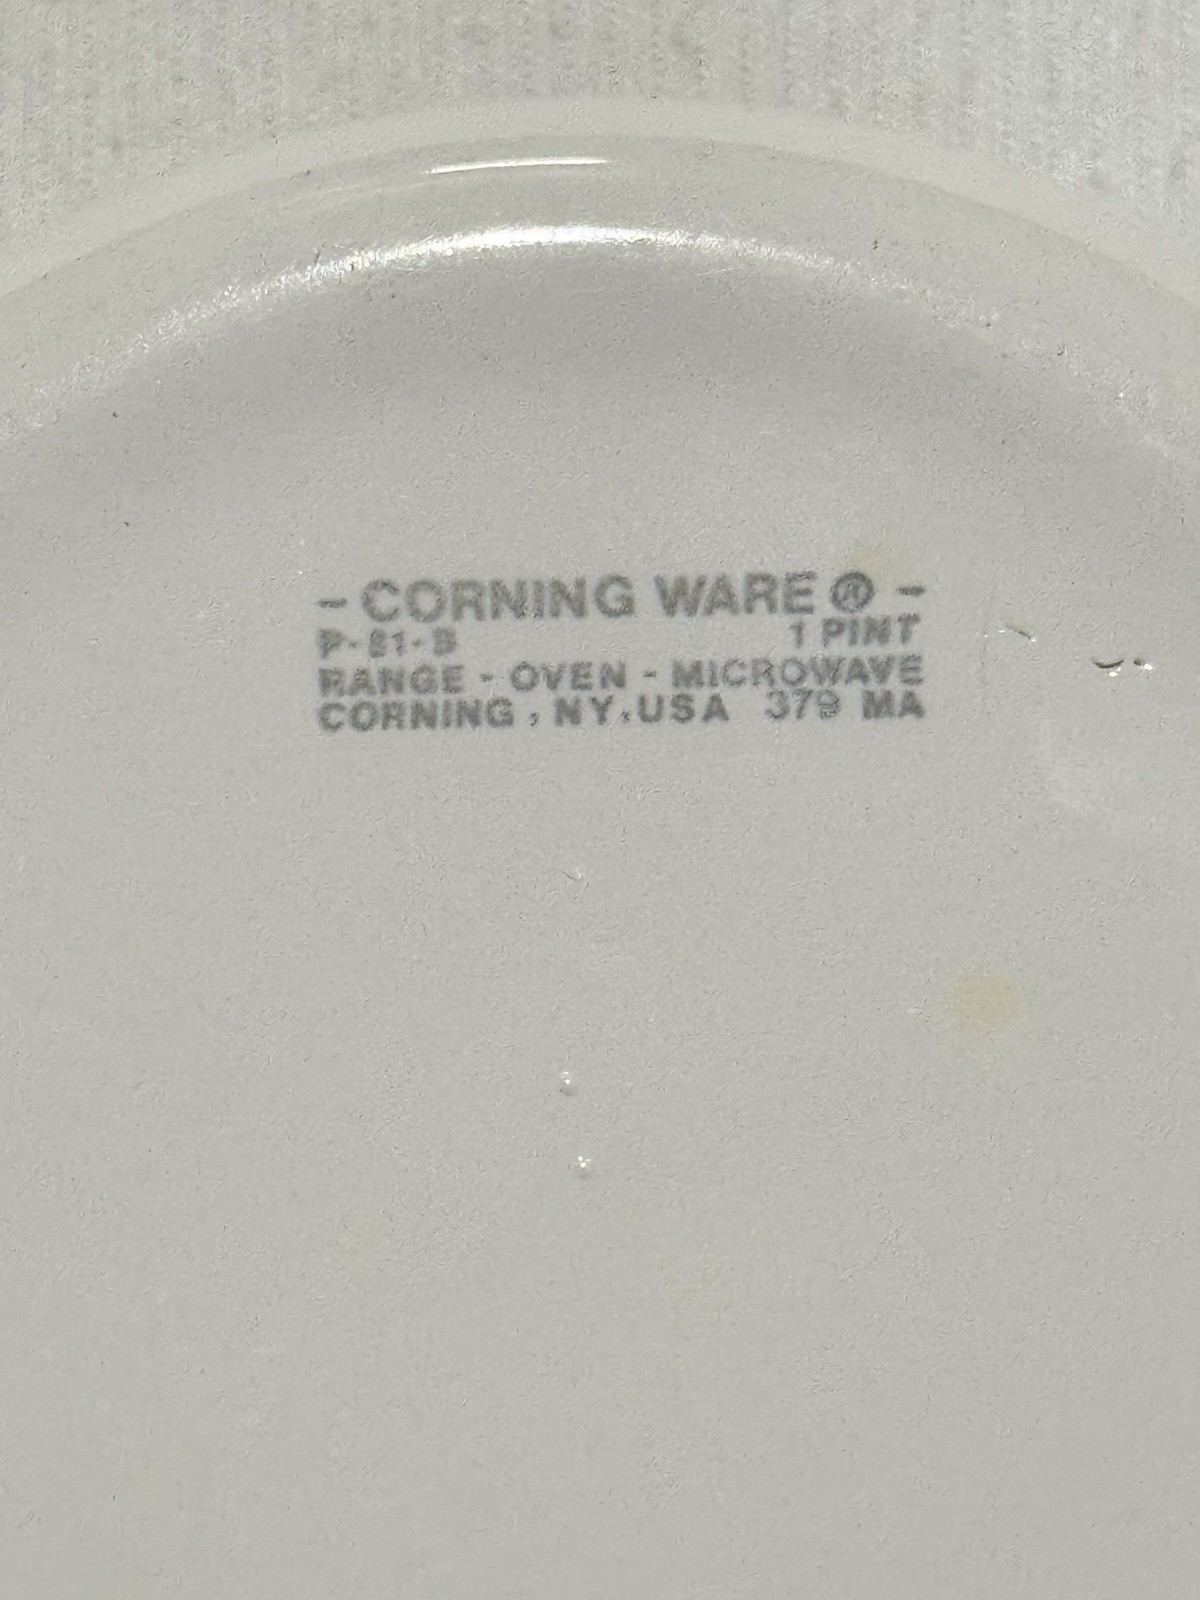 - CORNING WARE ® -
P-81-B 1 PINT
RANGE - OVEN - MICROWAVE
CORNING, NY. USA 379 MA